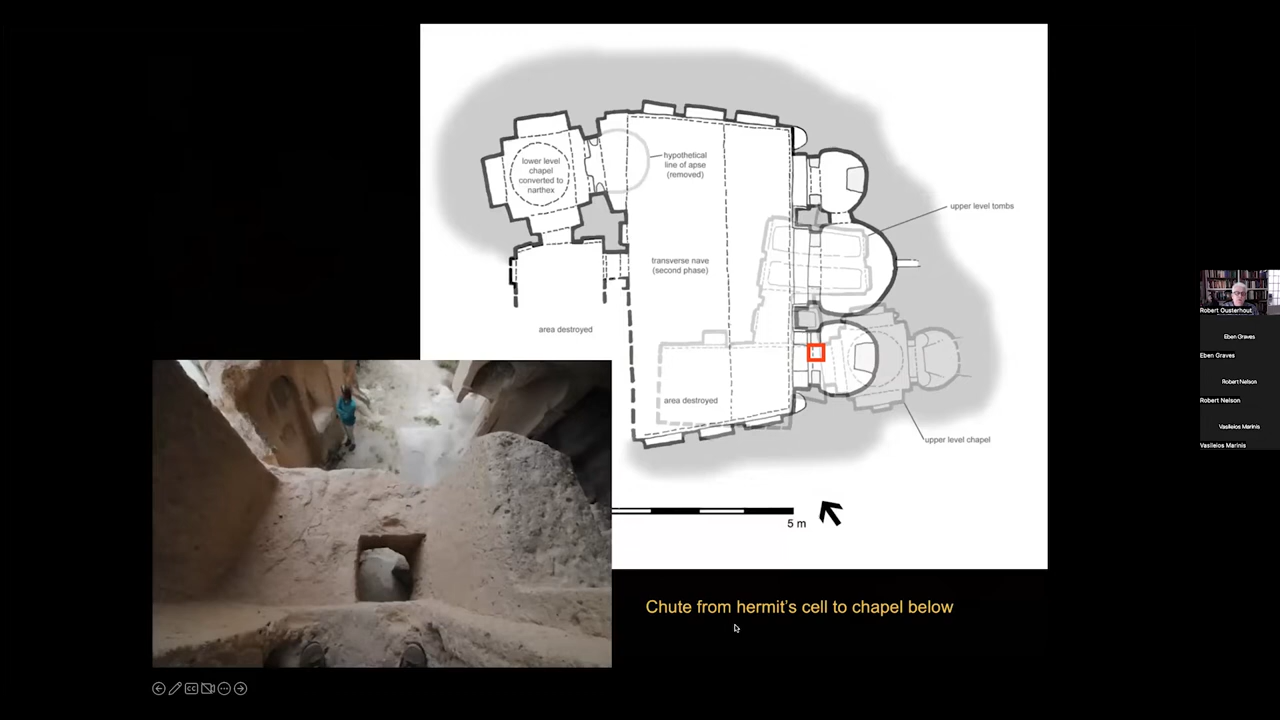 lower level
chapel
converted to
narthex
hypothetical
line of apse
(removed)
upper level tombs
transverse nave
(second phase)
area destroyed
area destroyed
upper level chapel
5 m
Chute from hermit's cell to chapel below
CC
Robert Ousterhout
Eben Graves
Eben Graves
Robert Nelson
Robert Nelson
Vasileios Marinis
Vasileios Marinis